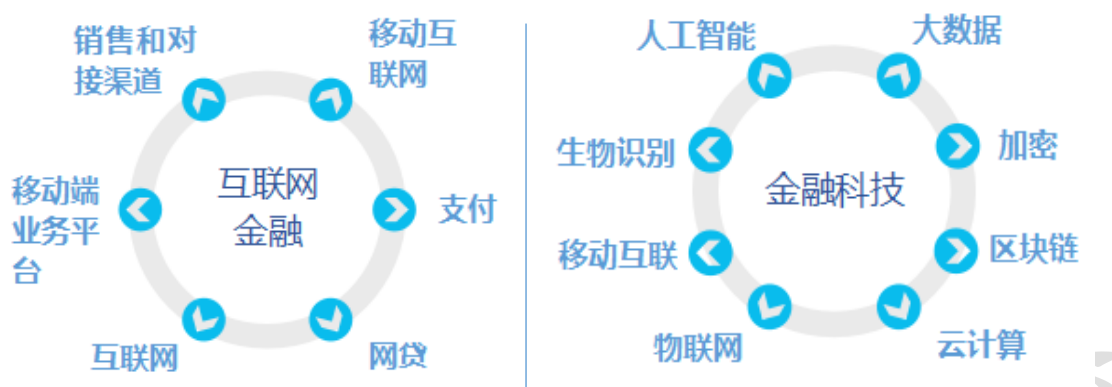 销售和对
接渠道
移动互
联网
移动端
业务平
台
互联网
金融
支付
互联网
网贷
人工智能
大数据
生物识别
加密
金融科技
移动互联
区块链
物联网
云计算